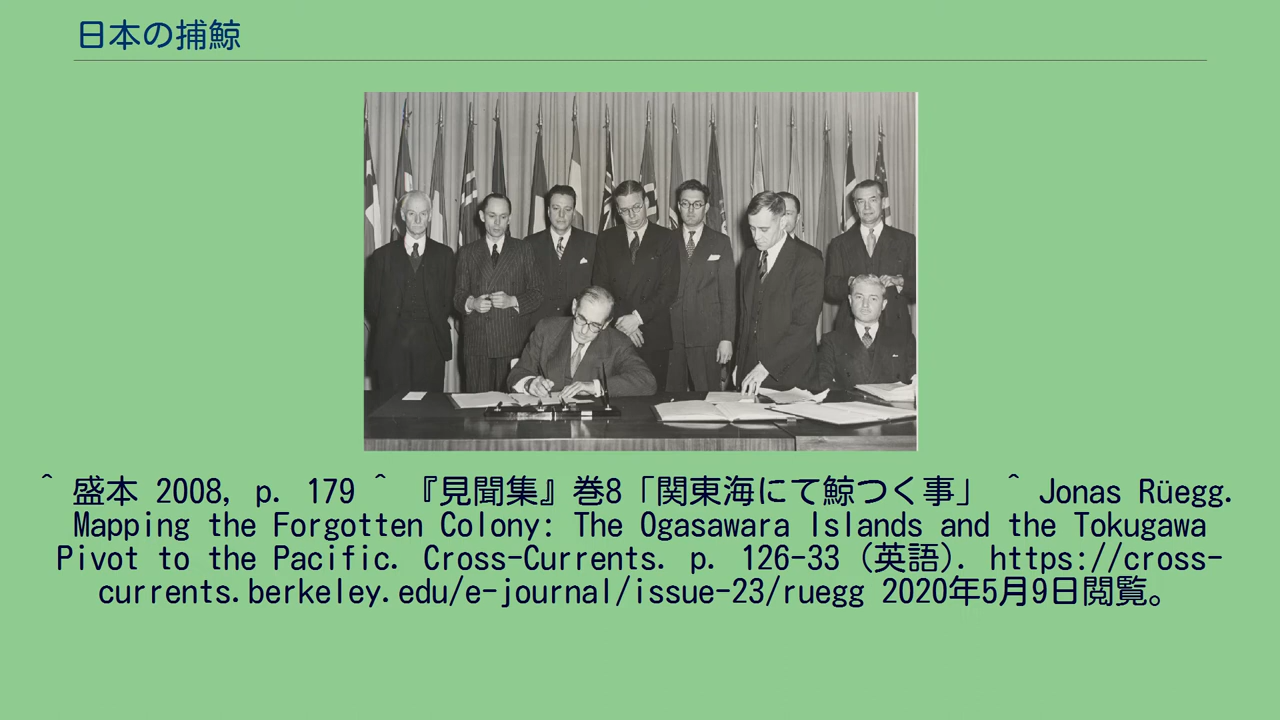 日本の捕鯨
^ 盛本 2008, p. 179 ^ 『見聞集』巻8「関東海にて鯨つく事」 ^ Jonas Rüegg.
Mapping the Forgotten Colony: The Ogasawara Islands and the Tokugawa
Pivot to the Pacific. Cross-Currents. p. 126-33 (英語). https://cross-
currents.berkeley.edu/e-journal/issue-23/ruegg 2020年5月9日閲覧。